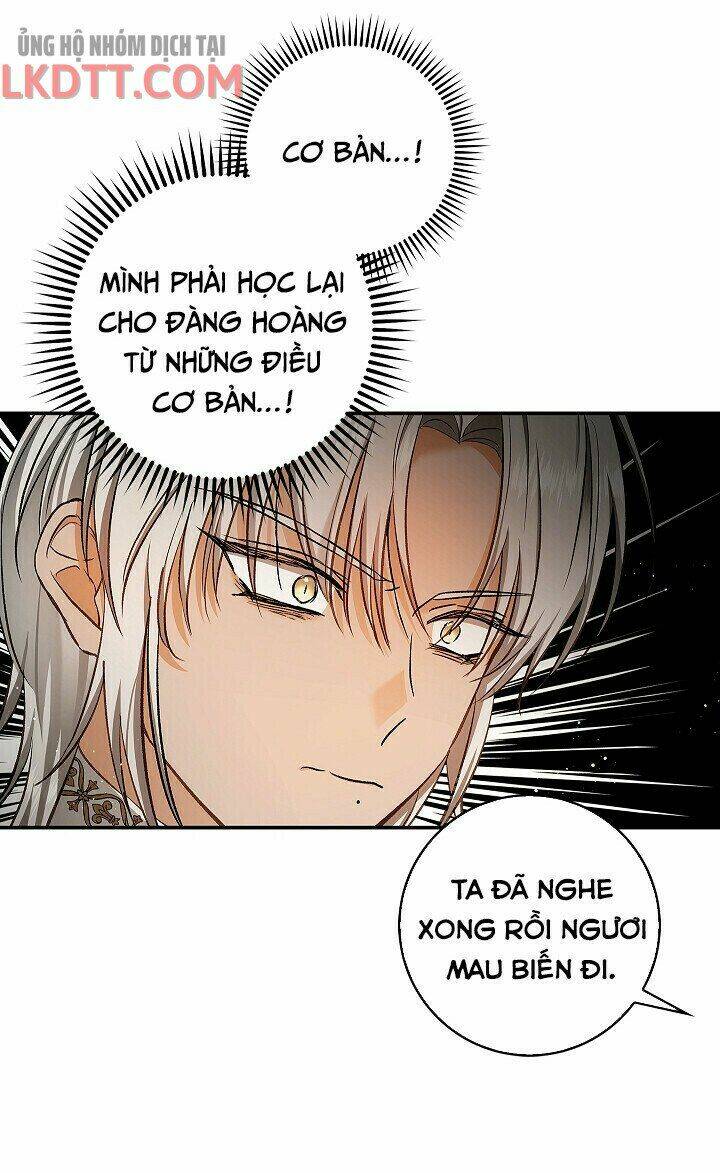 ỦNG HỘ NHÓM DỊCH TẠI
LKDTT.COM
CƠ BẢN...!
MÌNH PHẢI HỌC LẠI
CHO ĐÀNG HOÀNG
TỪ NHỮNG ĐIỀU
CƠ BẢN...!
TA ĐÃ NGHE
XONG RỒI NGƯƠI
MAU BIẾN ĐI.